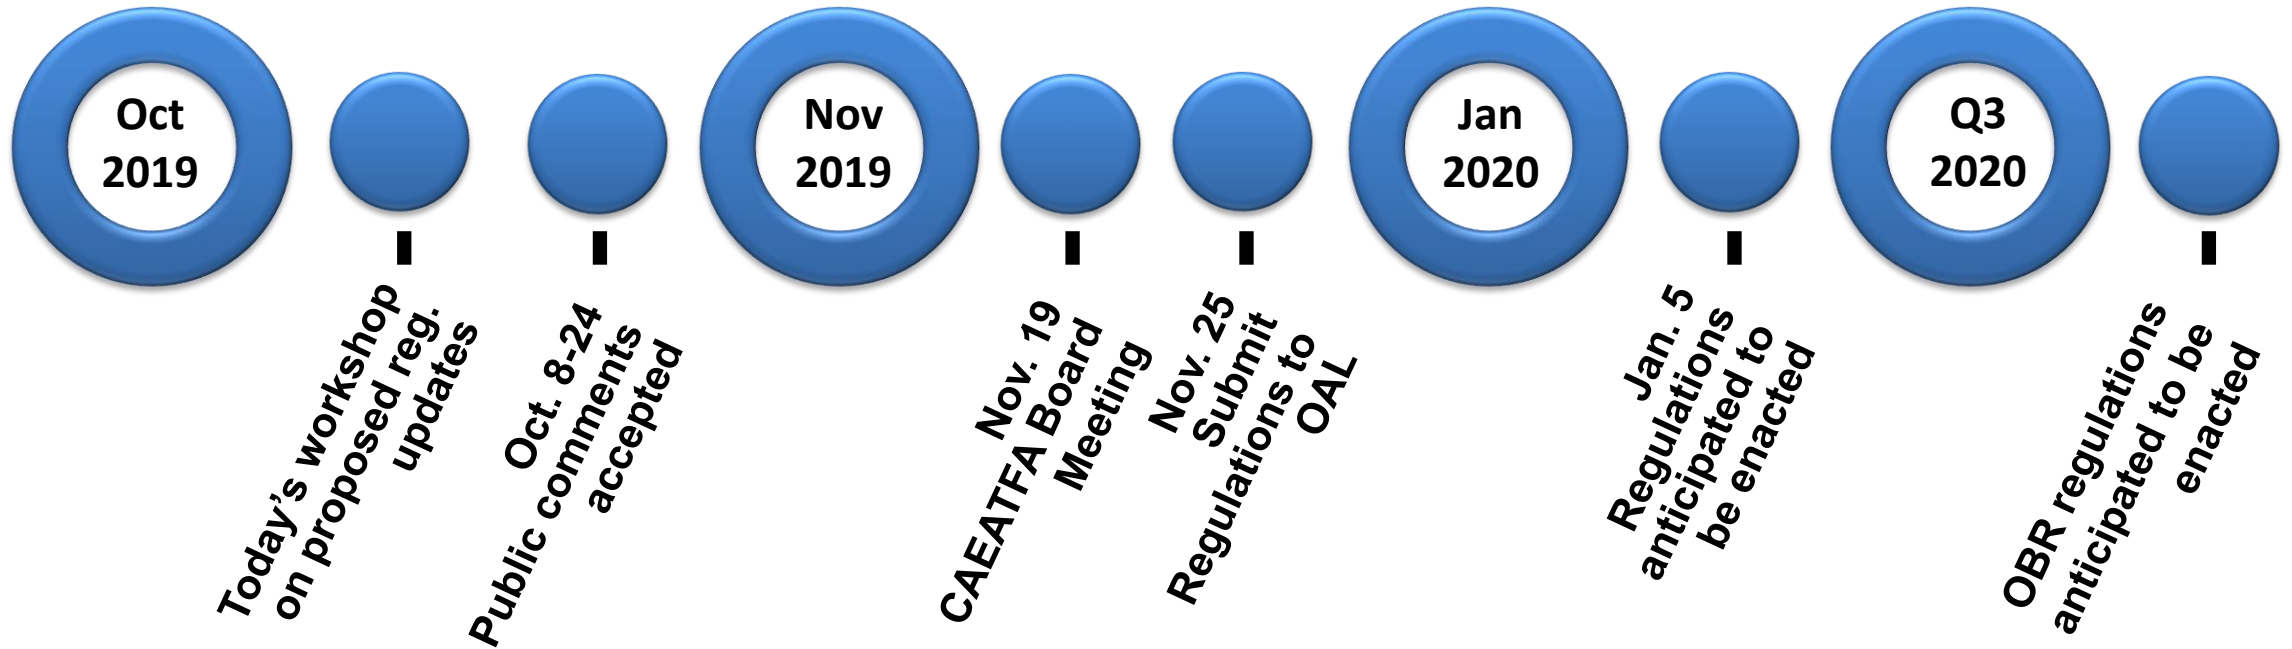 Oct
2019
Today’s workshop
on proposed reg.
updates
Oct. 8-24
Public comments
accepted
Nov
2019
Nov. 19
CAEATFA Board
Meeting
Nov. 25
Submit
Regulations to
OAL
Jan
2020
Jan. 5
Regulations
anticipated to
be enacted
Q3
2020
OBR regulations
anticipated to be
enacted